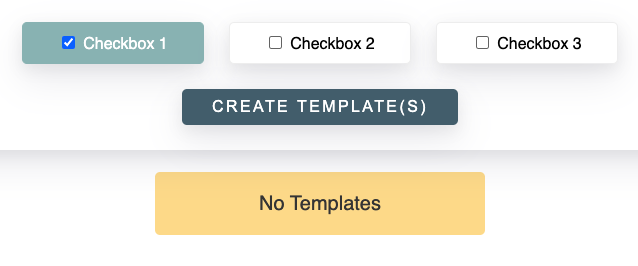 Checkbox 1 Checkbox 2 Checkbox 3
CREATE TEMPLATE(S)
No Templates